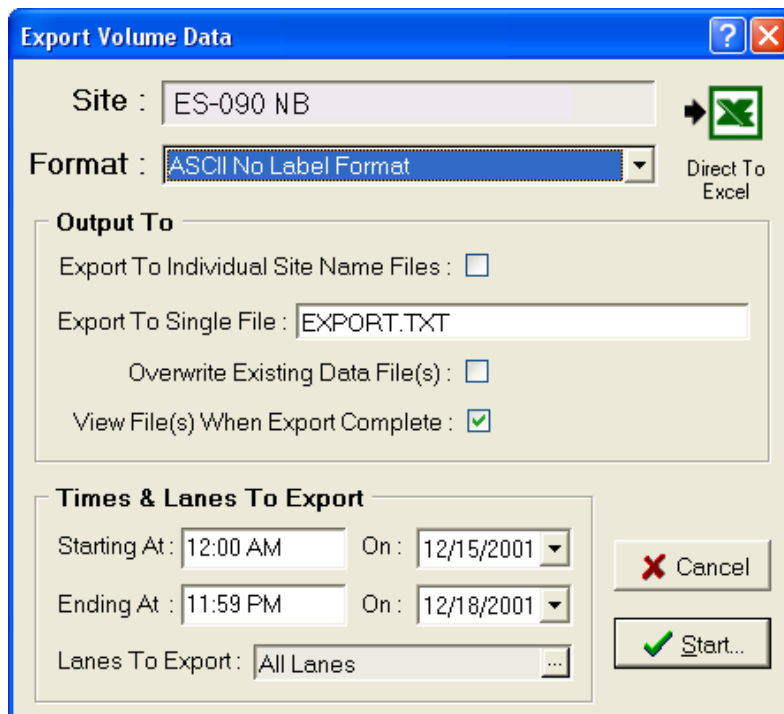 Export Volume Data
Site : ES-090 NB
Format : ASCII No Label Format
Direct To
Excel
Output To
Export To Individual Site Name Files :
Export To Single File : EXPORT.TXT
Overwrite Existing Data File(s) :
View File(s) When Export Complete :
Times & Lanes To Export
Starting At : 12:00 AM On : 12/15/2001
Ending At : 11:59 PM On : 12/18/2001
Lanes To Export : All Lanes ...
Cancel
Start...